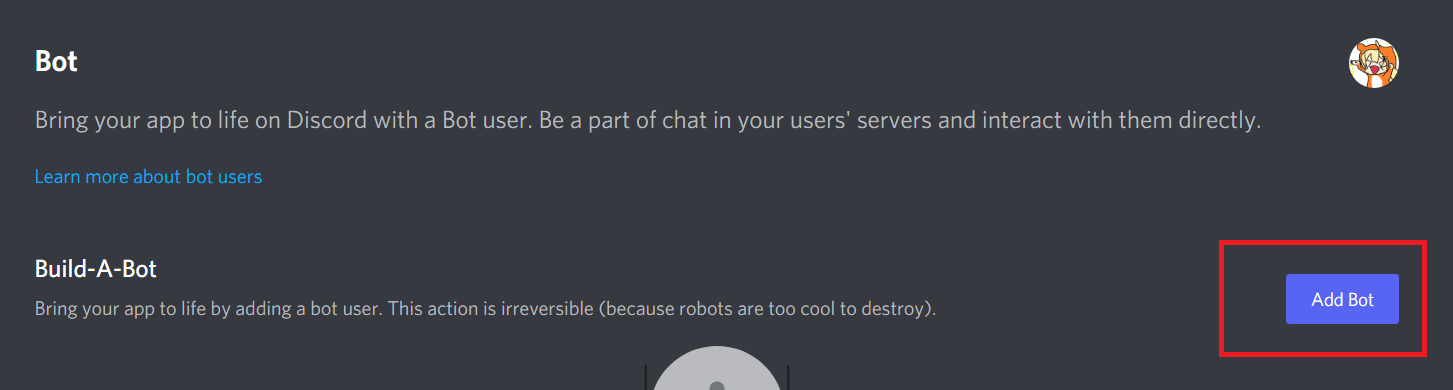 Bot
Bring your app to life on Discord with a Bot user. Be a part of chat in your users' servers and interact with them directly.
Learn more about bot users
Build-A-Bot
Bring your app to life by adding a bot user. This action is irreversible (because robots are too cool to destroy).
Add Bot